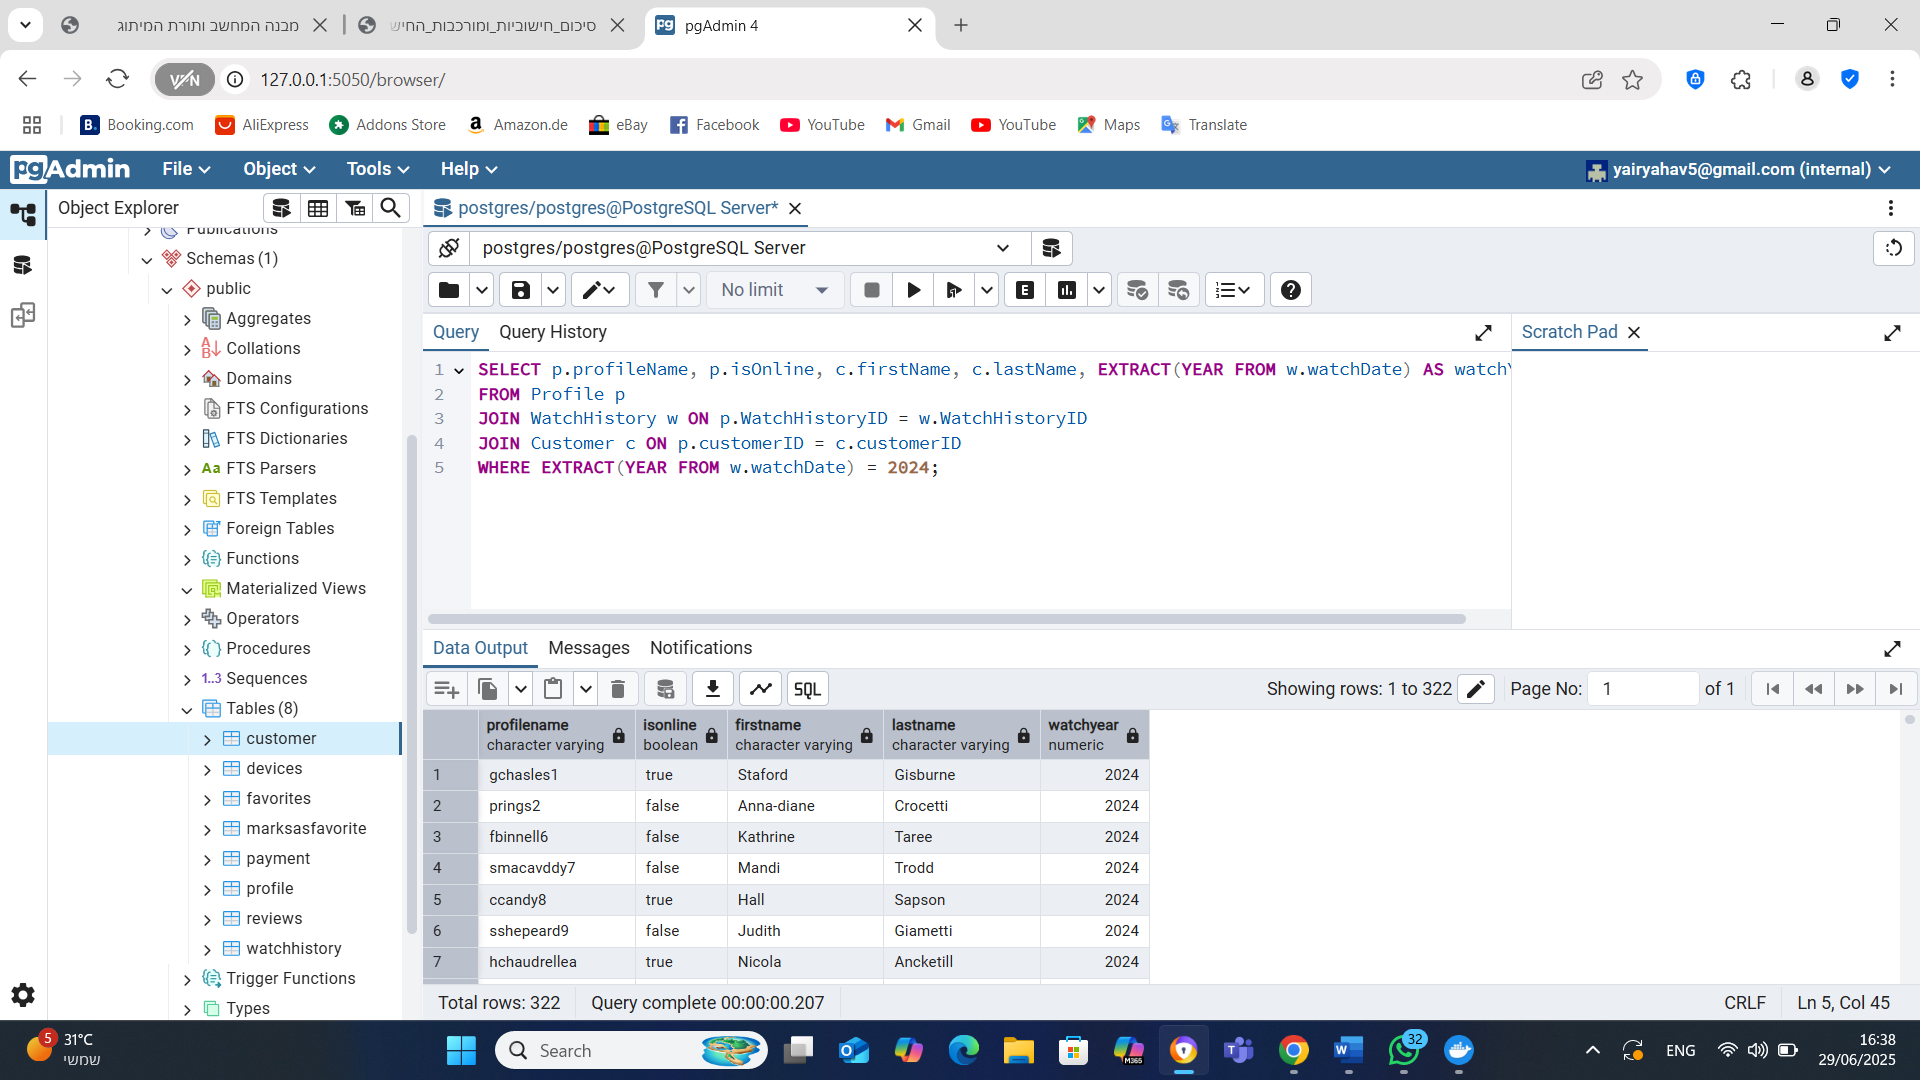 מבנה המחשב ותורת המיתוג
סיכום_חישוביות_ומורכבות_החיש
pgAdmin 4
VPN
127.0.0.1:5050/browser/
Booking.com
AliExpress
Addons Store
Amazon.de
eBay
Facebook
YouTube
Gmail
YouTube
Maps
Translate
pgAdmin
File
Object
Tools
Help
yairyahav5@gmail.com (internal)
Object Explorer
postgres/postgres@PostgreSQL Server*
Publications
Schemas (1)
public
Aggregates
Collations
Domains
FTS Configurations
FTS Dictionaries
Aa FTS Parsers
FTS Templates
Foreign Tables
Functions
Materialized Views
Operators
Procedures
1..3 Sequences
Tables (8)
customer
devices
favorites
marksasfavorite
payment
profile
reviews
watchhistory
Trigger Functions
Types
postgres/postgres@PostgreSQL Server
No limit
E
Query
Query History
Scratch Pad
1 SELECT p.profileName, p.isOnline, c.firstName, c.lastName, EXTRACT(YEAR FROM w.watchDate) AS watchY
2 FROM Profile p
3 JOIN WatchHistory w ON p.WatchHistoryID = w.WatchHistoryID
4 JOIN Customer c ON p.customerID = c.customerID
5 WHERE EXTRACT(YEAR FROM w.watchDate) = 2024;
Data Output
Messages
Notifications
SQL
Showing rows: 1 to 322
Page No: 1 of 1
profilename isonline firstname lastname watchyear
character varying boolean character varying character varying numeric
1 gchasles1 true Staford Gisburne 2024
2 prings2 false Anna-diane Crocetti 2024
3 fbinnell6 false Kathrine Taree 2024
4 smacavddy7 false Mandi Trodd 2024
5 ccandy8 true Hall Sapson 2024
6 sshepeard9 false Judith Giametti 2024
7 hchaudrellea true Nicola Ancketill 2024
Total rows: 322
Query complete 00:00:00.207
CRLF
Ln 5, Col 45
5
31°C
שמשי
Search
M365
32
ENG
16:38
29/06/2025